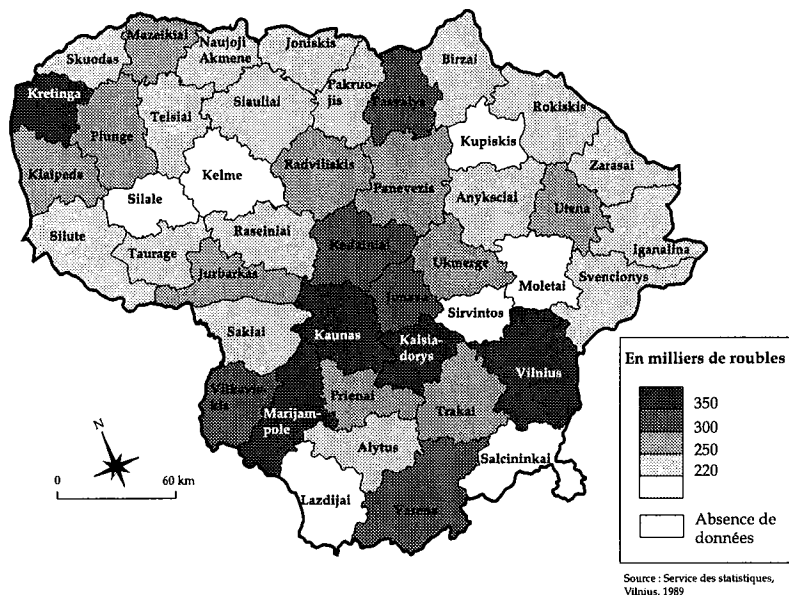 Mazeikiai
Naujoji
Akmene
Joniskis
Skuodas
Birzai
Kretinga
Plunge
Telsiai
Siauliai
Pakruo-
jis
Pasvalys
Rokiskis
Kupiskis
Zarasai
Klaipeda
Kelme
Radviliskis
Panevezis
Silale
Anyksciai
Utena
Silute
Raseiniai
Taurage
Kedainiai
Ukmerge
Iganalina
Svencionys
Moletai
Jurbarkas
Jonava
Sirvintos
Sakiai
Kaunas
Kaisia-
dorys
Vilnius
Vilkavis-
kis
Marijam-
pole
Prienai
Trakai
Alytus
Salcininkai
Lazdijai
Varena
N
0
60 km
En milliers de roubles
350
300
250
220
Absence de
données
Source : Service des statistiques,
Vilnius, 1989